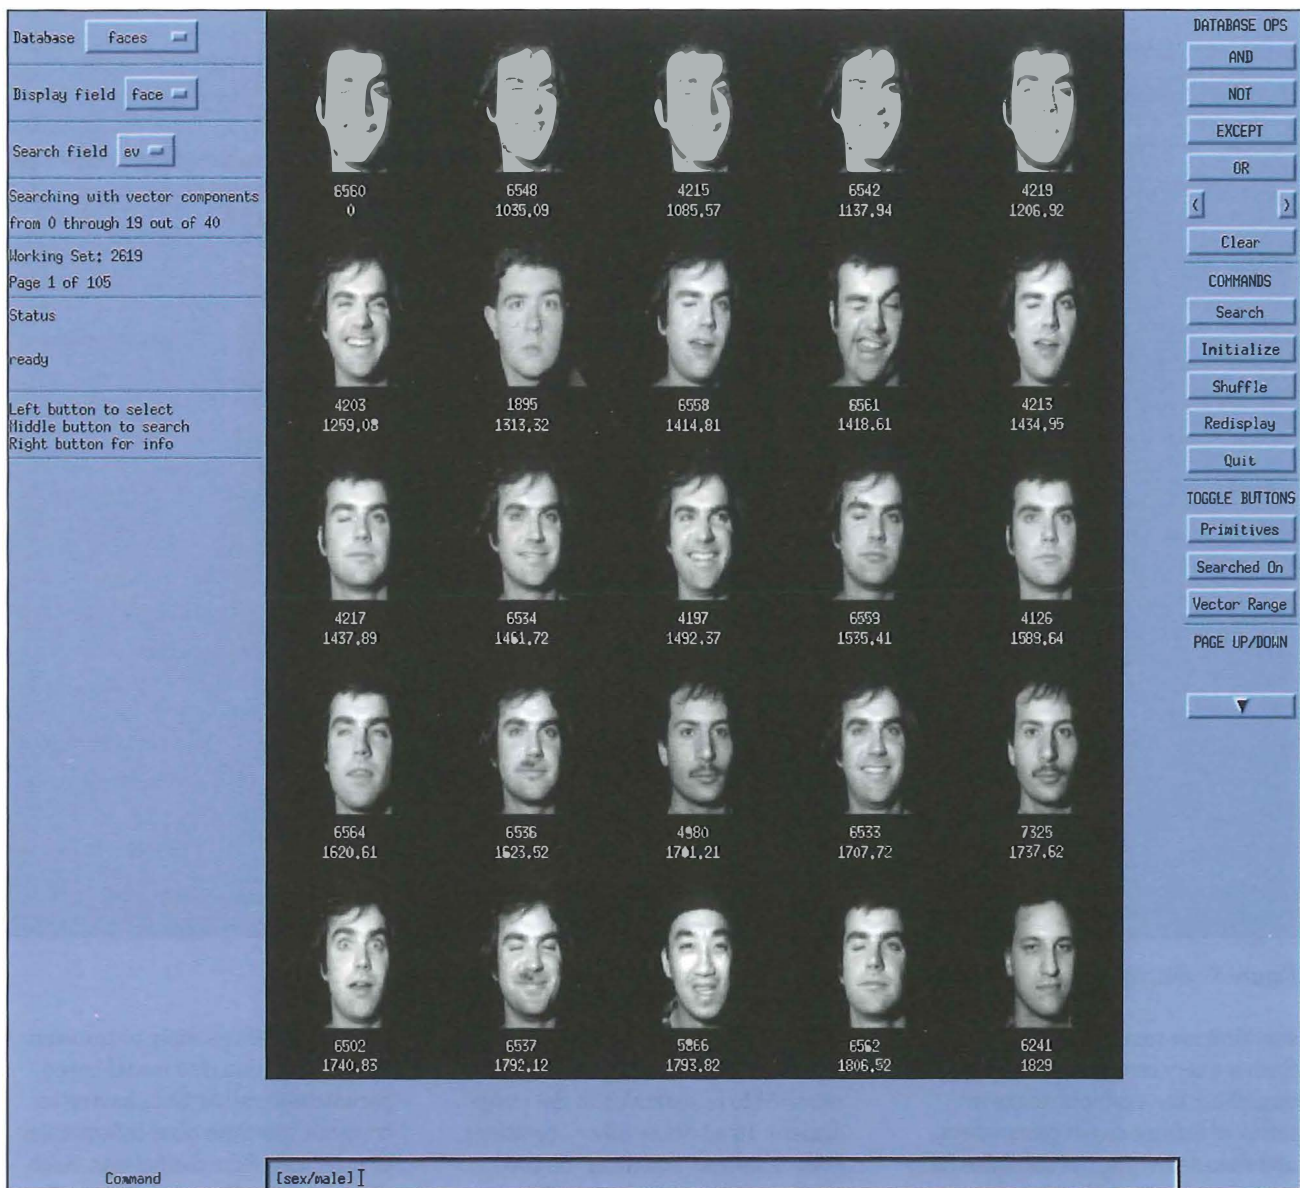 Database faces
Display field face
Search field ev
Searching with vector components
from 0 through 19 out of 40
Working Set: 2619
Page 1 of 105
Status
ready
Left button to select
Middle button to search
Right button for info
6560 6548 4215 6542 4219
0 1035.09 1085.57 1137.94 1206.92
4203 1895 6558 6561 4213
1259.08 1313.32 1414.81 1418.61 1434.95
4217 6534 4197 6559 4126
1437.89 1461.72 1492.37 1535.41 1589.64
6564 6536 4980 6533 7325
1620.61 1623.52 1701.21 1707.72 1737.62
6502 6537 5866 6562 6241
1740.83 1792.12 1793.82 1806.52 1829
DATABASE OPS
AND
NOT
EXCEPT
OR
< >
Clear
COMMANDS
Search
Initialize
Shuffle
Redisplay
Quit
TOGGLE BUTTONS
Primitives
Searched On
Vector Range
PAGE UP/DOWN
Command [sex/male]